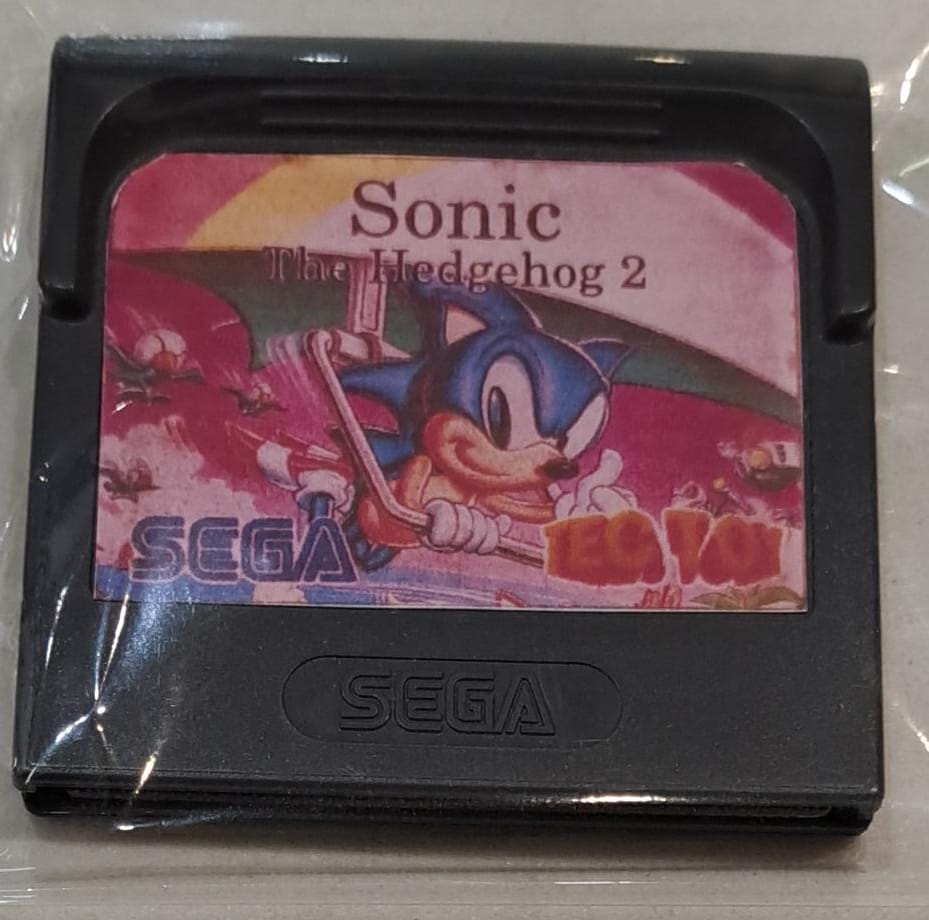 Sonic
The Hedgehog 2
SEGA TEC TOY
SEGA